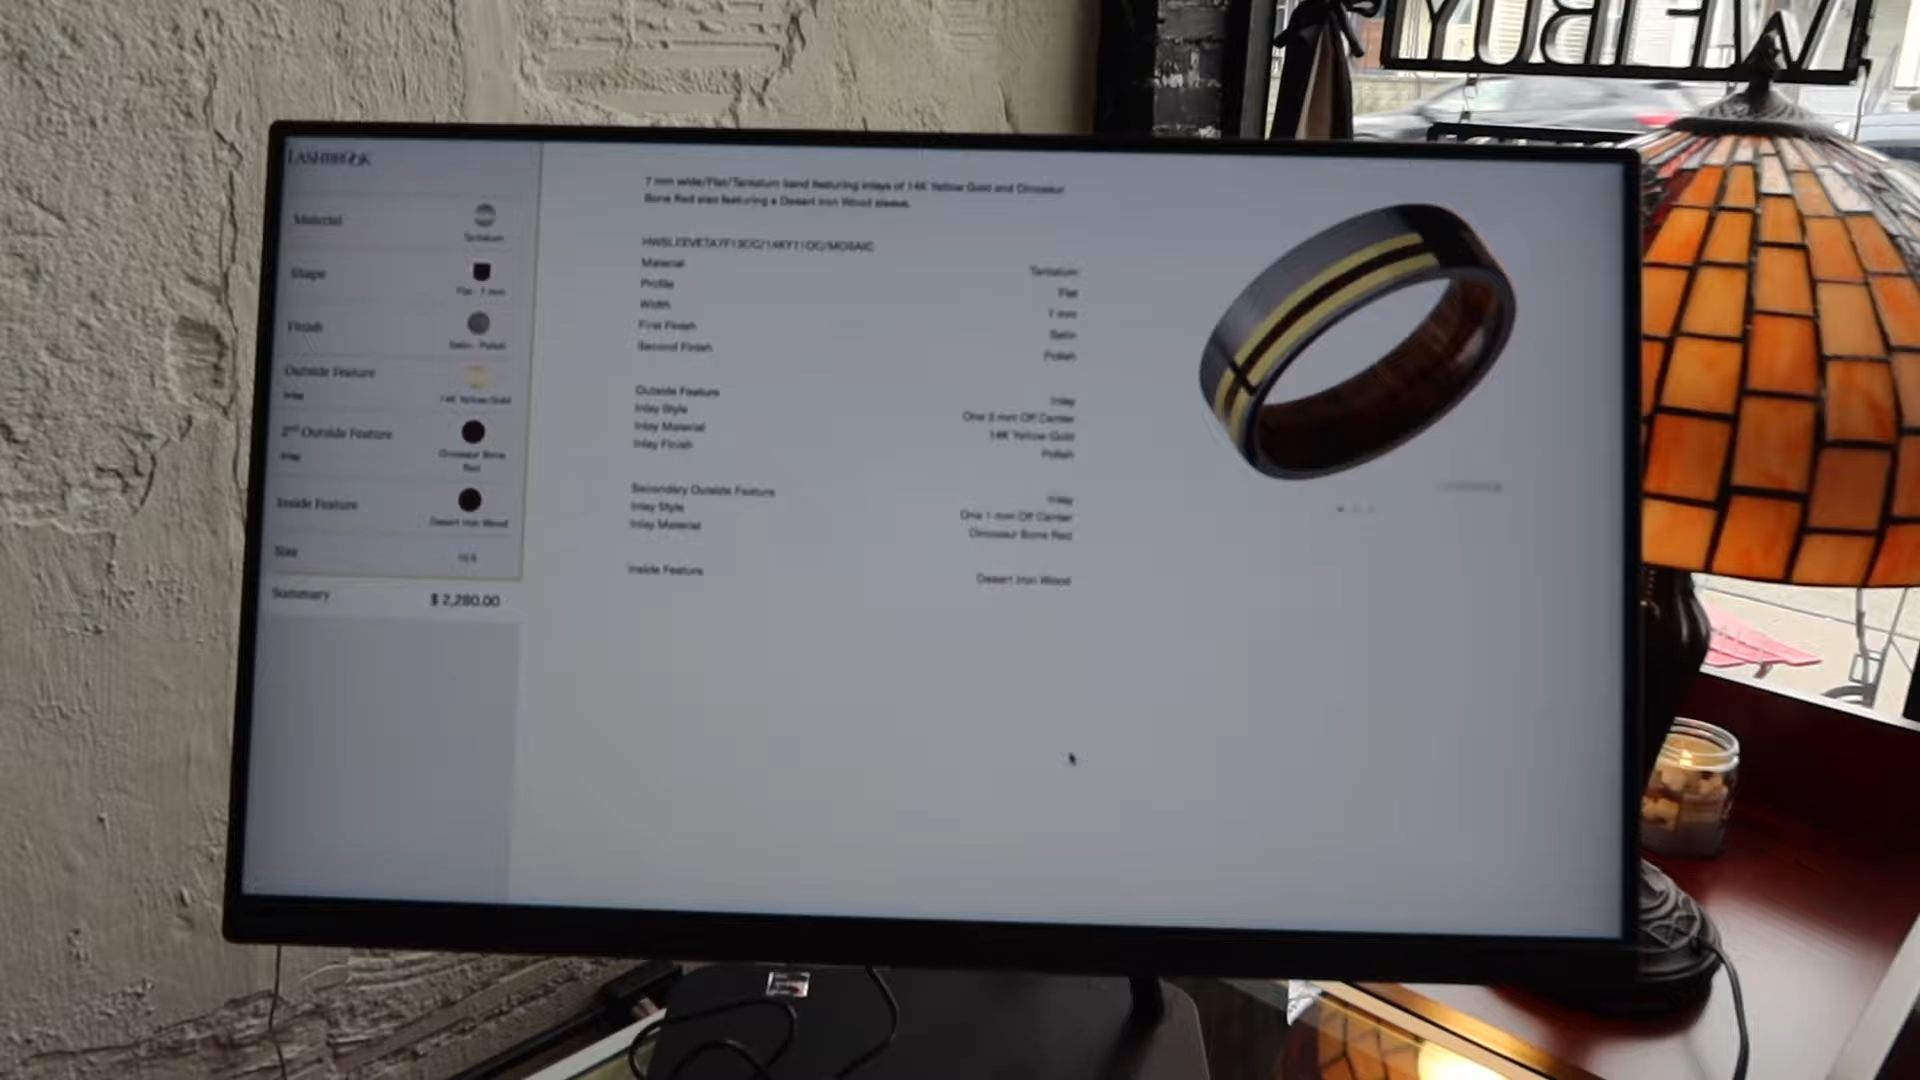 WE BUY
LASHBROOK
Material
Tantalum
Shape
Flat - 7 mm
Finish
Satin - Polish
Outside Feature
Inlay
14K Yellow Gold
2nd Outside Feature
Inlay
Dinosaur Bone
Red
Inside Feature
Desert Iron Wood
Size
N/A
Summary
$ 2,280.00
7 mm wide/Flat/Tantalum band featuring inlays of 14K Yellow Gold and Dinosaur
Bone Red also featuring a Desert Iron Wood sleeve.
HWSLEEVETA7F13OC/14KY11OC/MOSAIC
Material Tantalum
Profile Flat
Width 7 mm
First Finish Satin
Second Finish Polish
Outside Feature Inlay
Inlay Style One 3 mm Off Center
Inlay Material 14K Yellow Gold
Inlay Finish Polish
Secondary Outside Feature Inlay
Inlay Style One 1 mm Off Center
Inlay Material Dinosaur Bone Red
Inside Feature Desert Iron Wood